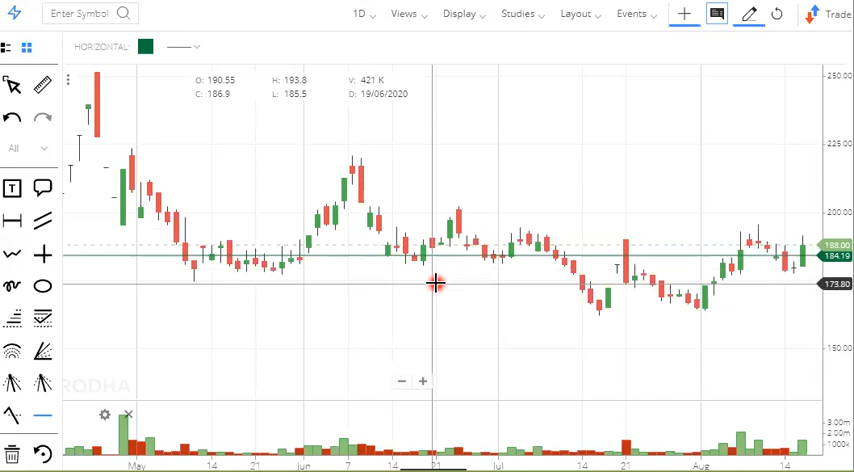 Enter Symbol 1D Views Display Studies Layout Events Trade
HORIZONTAL:
O: 190.55 H: 193.8 V: 421 K
C: 186.9 L: 185.5 D: 19/06/2020
250.00
225.00
200.00
188.00
184.19
173.80
150.00
All
T
RODHA
3.00m
2.00m
1000k
May 14 21 Jun 7 14 21 Jul 14 21 Aug 14